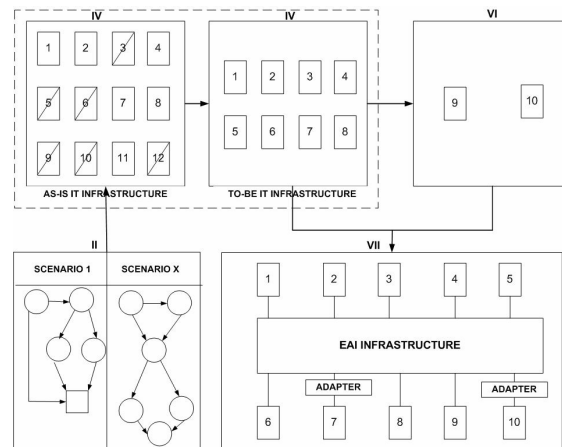 IV IV VI
1 2 3 4
5 6 7 8
9 10 11 12
AS-IS IT INFRASTRUCTURE
1 2 3 4
5 6 7 8
TO-BE IT INFRASTRUCTURE
9 10
II
SCENARIO 1 SCENARIO X
VII
1 2 3 4 5
EAI INFRASTRUCTURE
ADAPTER ADAPTER
6 7 8 9 10